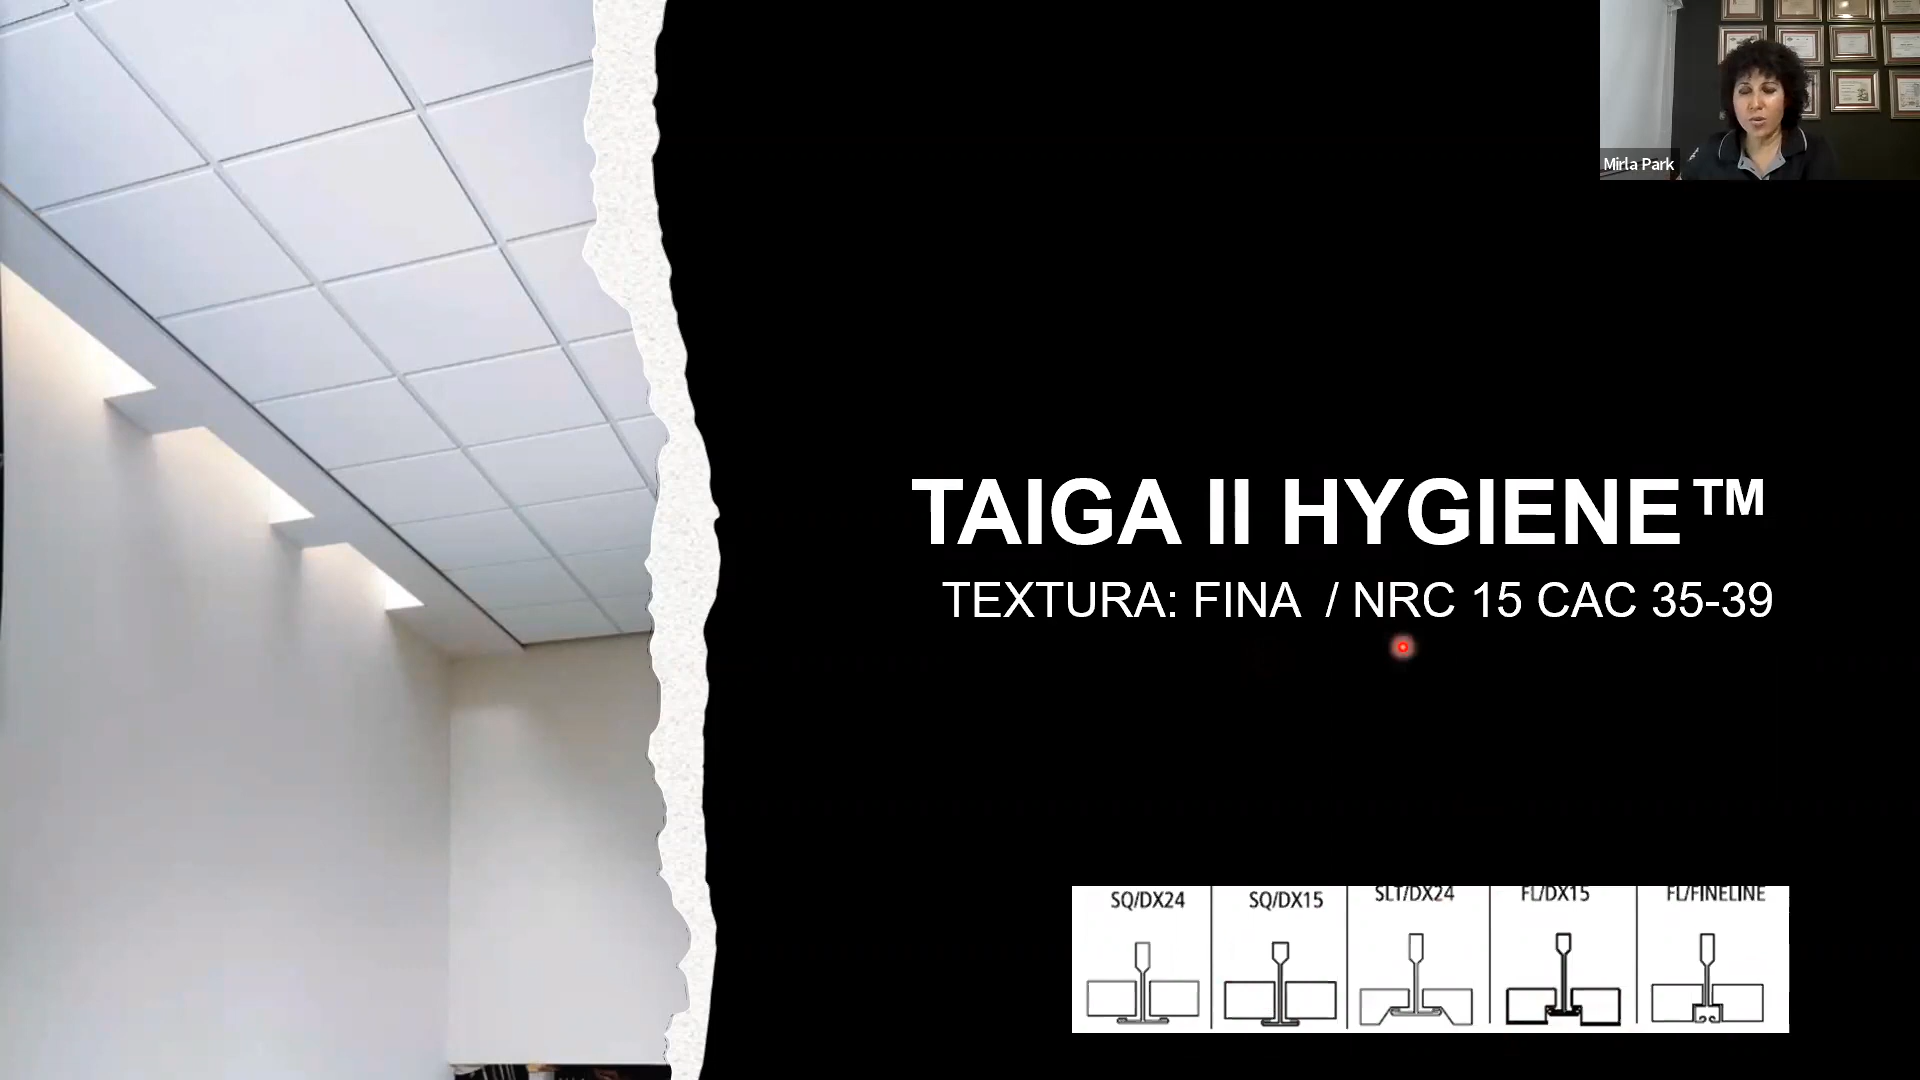 Mirla Park
TAIGA II HYGIENE™
TEXTURA: FINA / NRC 15 CAC 35-39
SQ/DX24
SQ/DX15
SLT/DX24
FL/DX15
FL/FINELINE